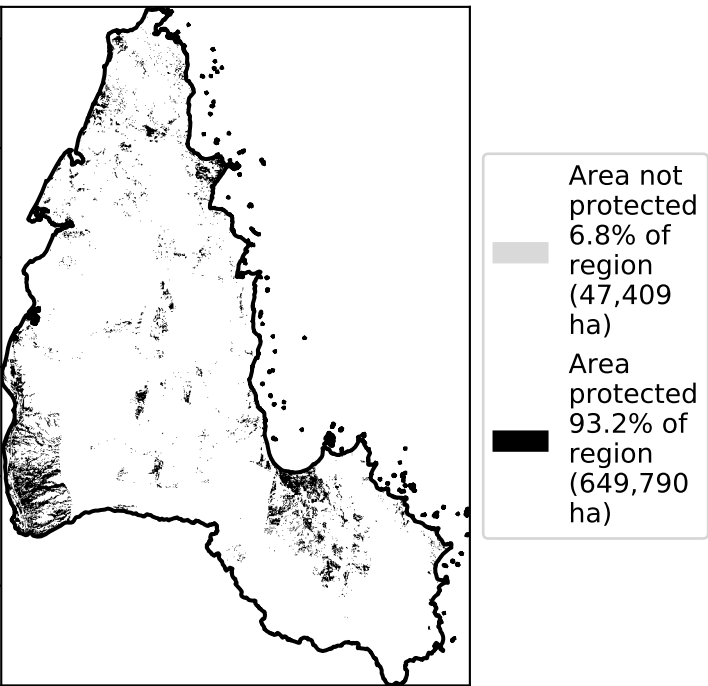 Area not
protected
6.8% of
region
(47,409
ha)
Area
protected
93.2% of
region
(649,790
ha)